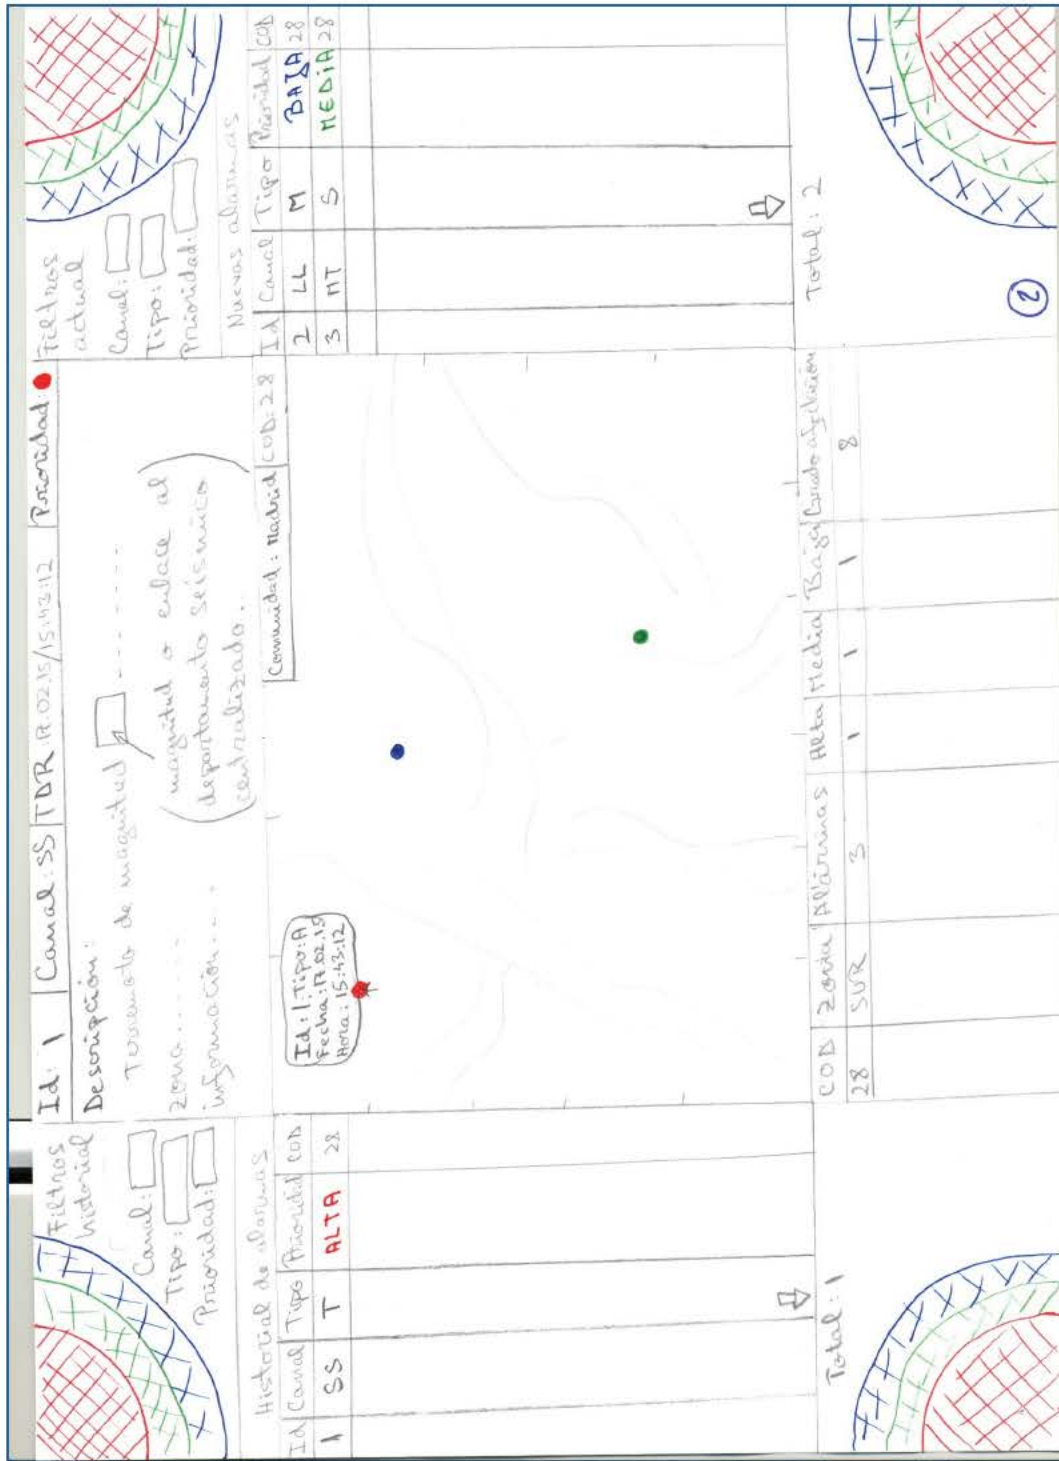 Filtros historial
Canal:
Tipo:
Prioridad:
Historial de alarmas
Id Canal Tipo Prioridad COD
1 SS T ALTA 28
Total: 1
Id: 1 Canal: SS TDR 17.02.15/15:43:12 Prioridad:
Descripción:
Terremoto de magnitud
zona........
información....
(magnitud o enlace al
departamento seísmico
centralizado..)
Comunidad: Madrid COD: 28
Id: 1 Tipo: A
Fecha: 17.02.15
Hora: 15:43:12
COD Zona Alarmas Alta Media Baja
28 SUR 3 1 1 1 8
Filtros actual
Canal:
Tipo:
Prioridad:
Nuevas alarmas
Id Canal Tipo Prioridad COD
2 LL M BAJA 28
3 MT S MEDIA 28
Total: 2
2